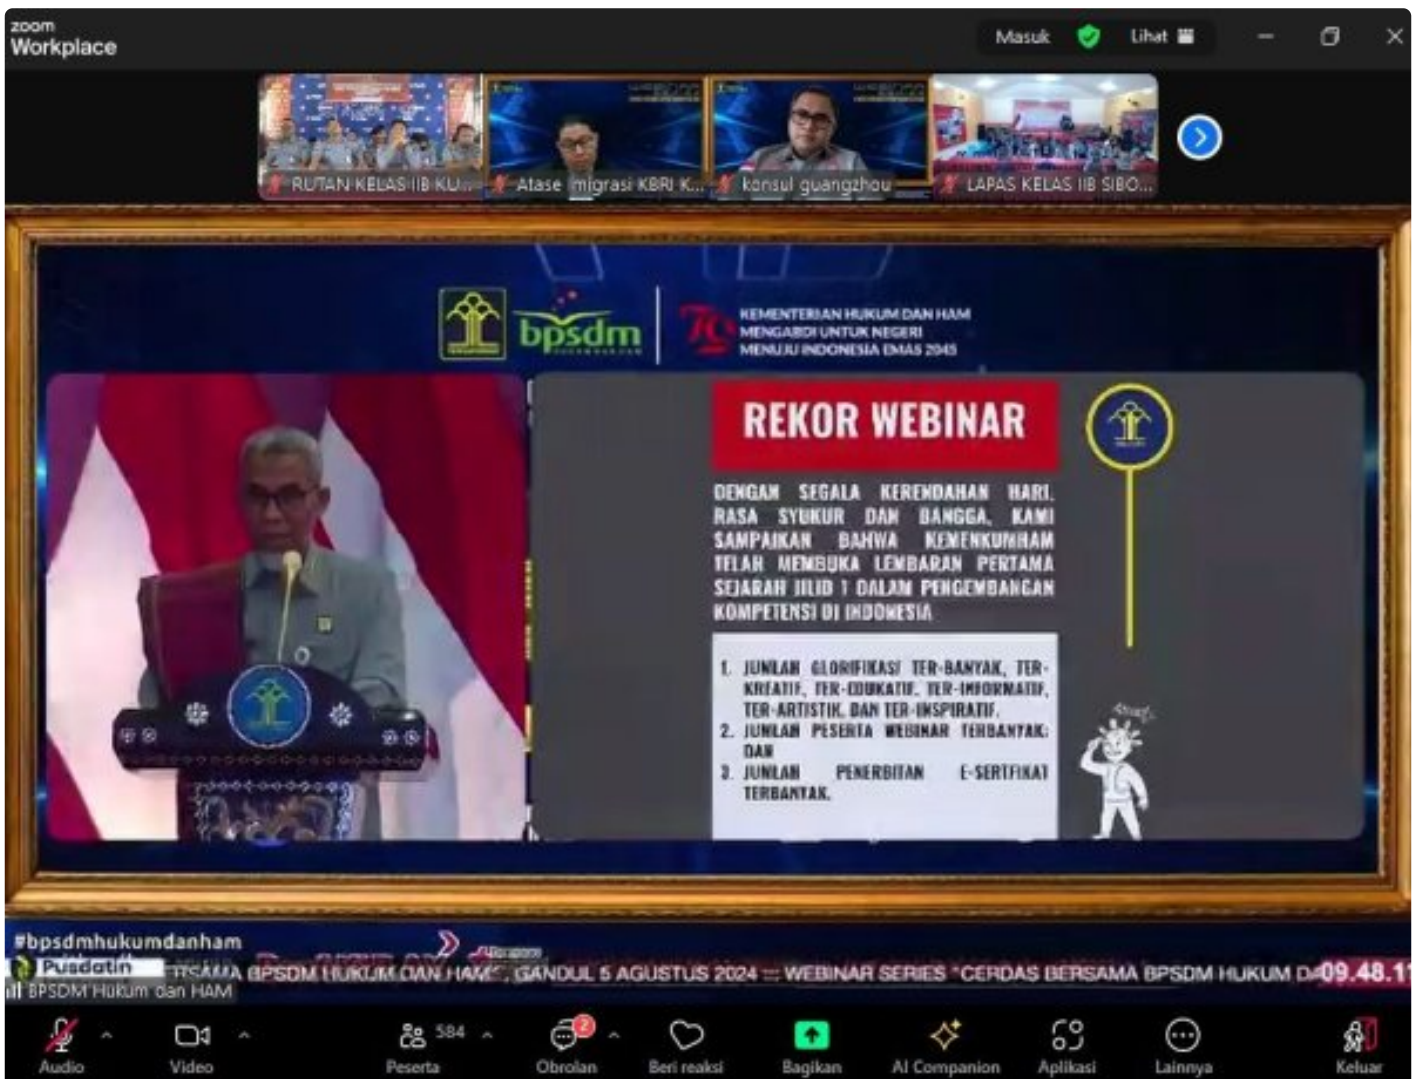 zoom
Workplace
Masuk
Lihat
RUTAN KELAS IIB KU...
Atase Imigrasi KBRI K...
konsul guangzhou
LAPAS KELAS IIB SIBO...
bpsdm
79
KEMENTERIAN HUKUM DAN HAM
MENGABDI UNTUK NEGERI
MENUJU INDONESIA EMAS 2045
REKOR WEBINAR
DENGAN SEGALA KERENDAHAN HARI,
RASA SYUKUR DAN BANGGA, KAMI
SAMPAIKAN BAHWA KEMENKUMHAM
TELAH MEMBUKA LEMBARAN PERTAMA
SEJARAH JILID 1 DALAM PENGEMBANGAN
KOMPETENSI DI INDONESIA
1. JUMLAH GLORIFIKASI TER-BANYAK, TER-
KREATIF, TER-EDUKATIF, TER-INFORMATIF,
TER-ARTISTIK, DAN TER-INSPIRATIF.
2. JUMLAH PESERTA WEBINAR TERBANYAK;
DAN
3. JUMLAH PENERBITAN E-SERTFIKAT
TERBANYAK.
#bpsdmhukumdanham
Pusdatin
RSAMA BPSDM HUKUM DAN HAM", GANDUL 5 AGUSTUS 2024 ::: WEBINAR SERIES "CERDAS BERSAMA BPSDM HUKUM DA
09.48.1
BPSDM Hukum dan HAM
584
2
Audio
Video
Peserta
Obrolan
Beri reaksi
Bagikan
AI Companion
Aplikasi
Lainnya
Keluar